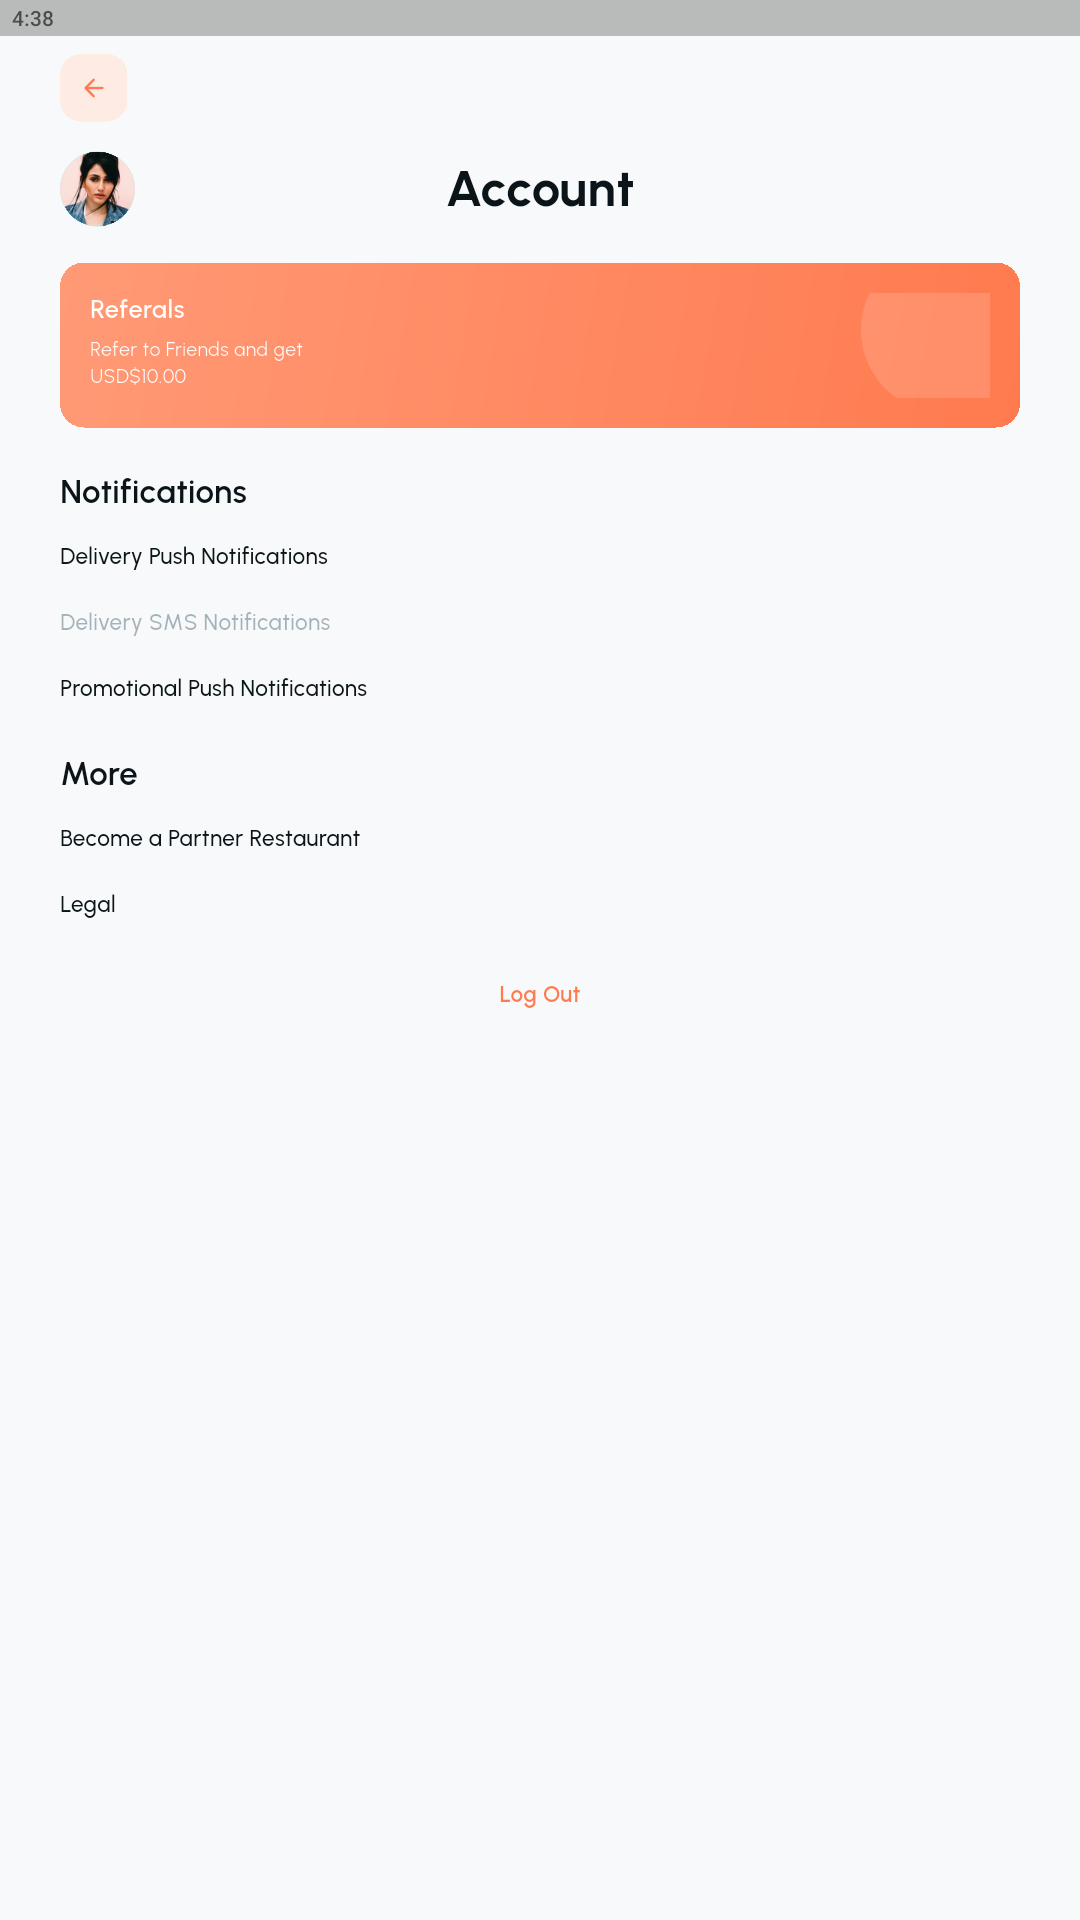 4:38
Account
Referals
Refer to Friends and get
USD$10.00
Notifications
Delivery Push Notifications
Delivery SMS Notifications
Promotional Push Notifications
More
Become a Partner Restaurant
Legal
Log Out